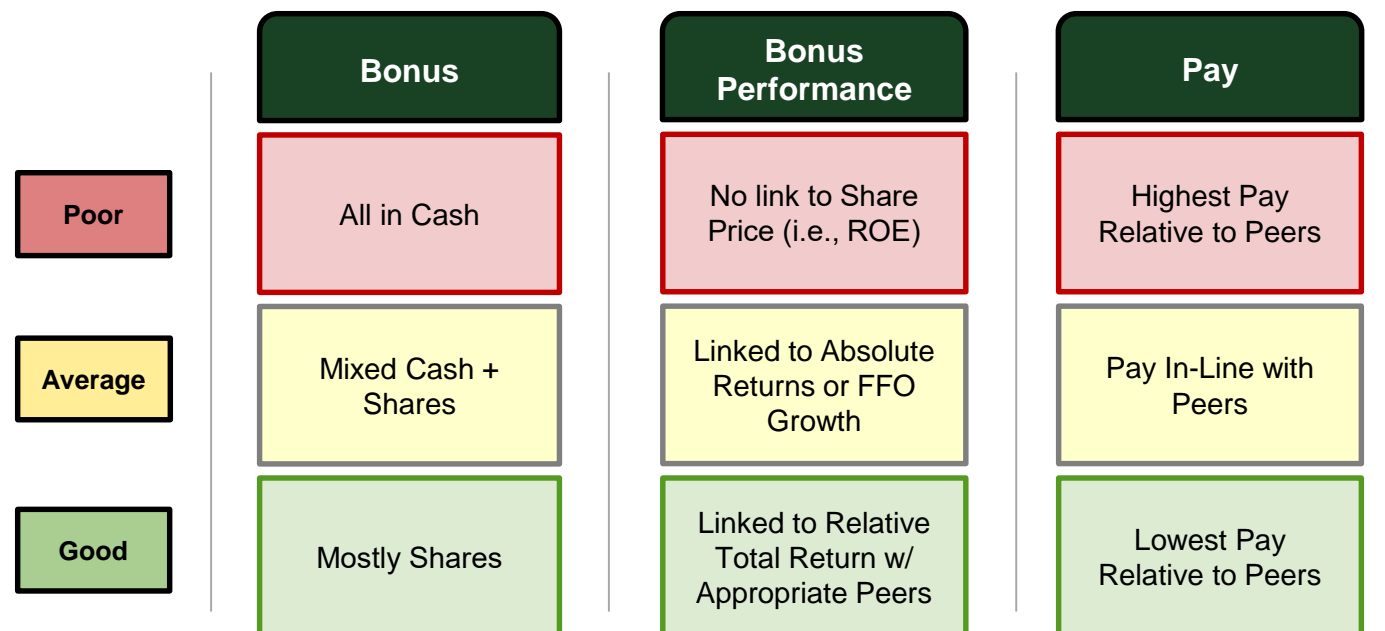 Bonus
Bonus
Performance
Pay
Poor
All in Cash
No link to Share
Price (i.e., ROE)
Highest Pay
Relative to Peers
Average
Mixed Cash +
Shares
Linked to Absolute
Returns or FFO
Growth
Pay In-Line with
Peers
Good
Mostly Shares
Linked to Relative
Total Return w/
Appropriate Peers
Lowest Pay
Relative to Peers